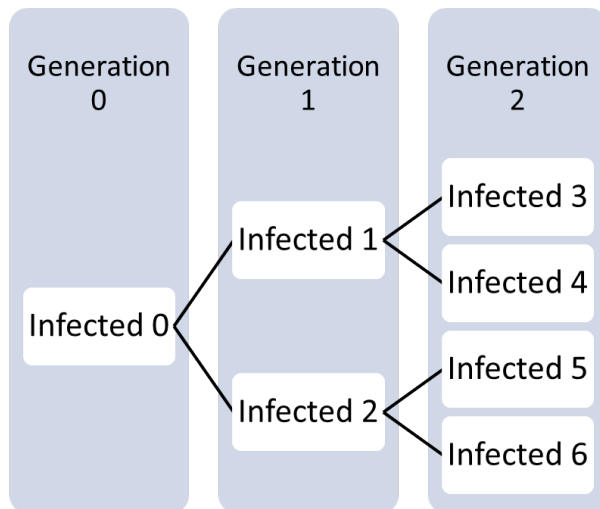 Generation
0
Generation
1
Generation
2
Infected 0
Infected 1
Infected 2
Infected 3
Infected 4
Infected 5
Infected 6